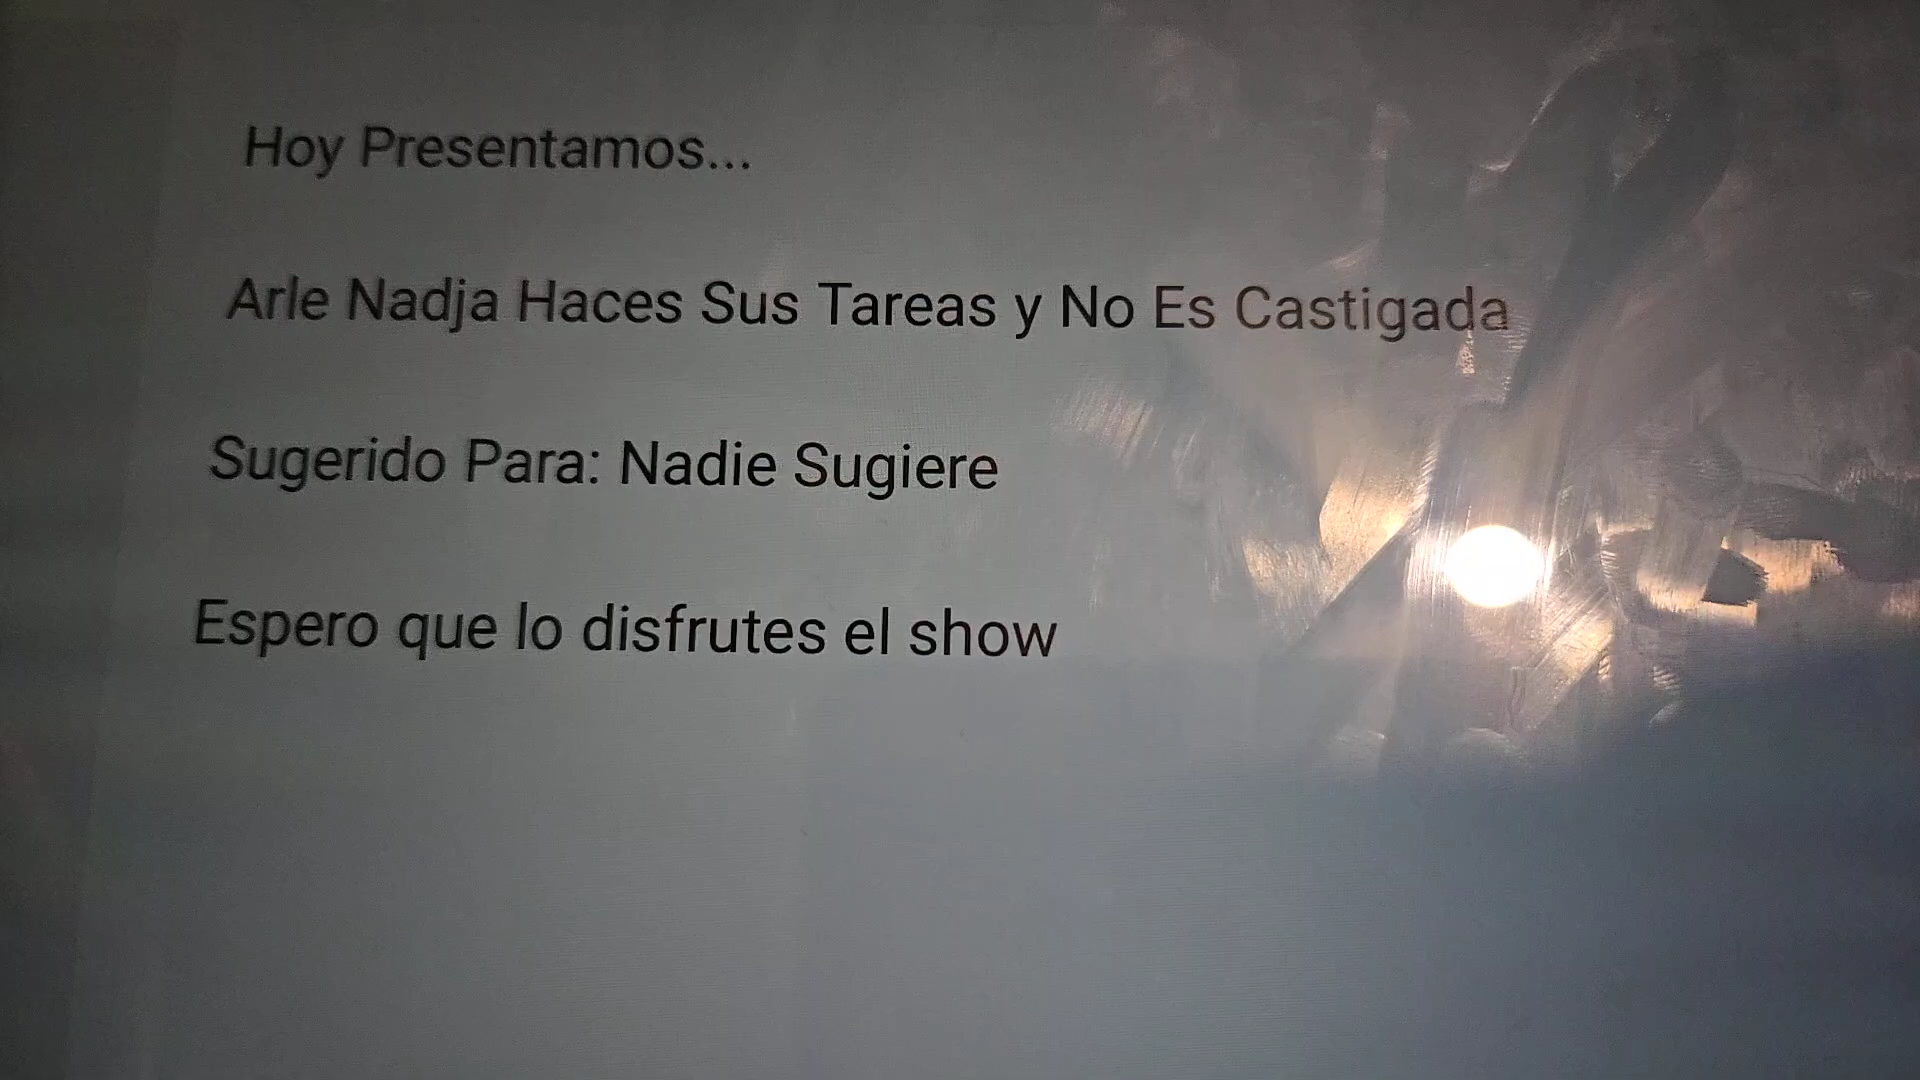 Hoy Presentamos...
Arle Nadja Haces Sus Tareas y No Es Castigada
Sugerido Para: Nadie Sugiere
Espero que lo disfrutes el show